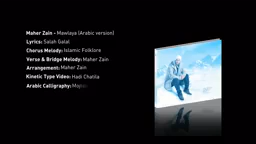 Maher Zain - Mawlaya (Arabic version)
Lyrics: Salah Galal
Chorus Melody: Islamic Folklore
Verse & Bridge Melody: Maher Zain
Arrangement: Maher Zain
Kinetic Type Video: Hadi Chatila
Arabic Calligraphy: